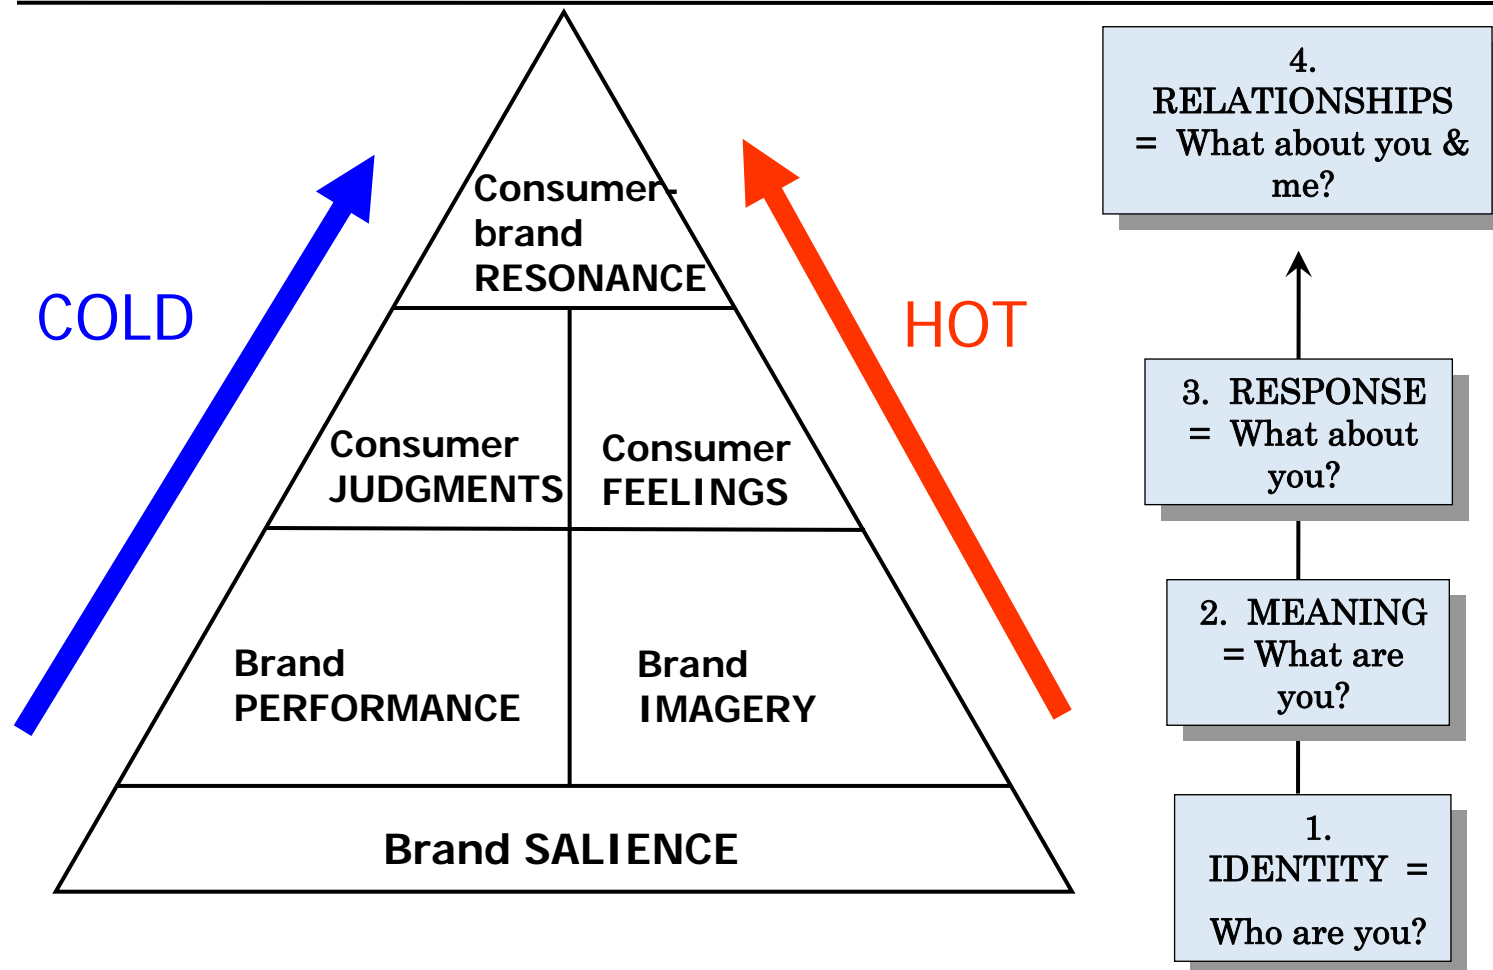 Consumer-
brand
RESONANCE
COLD
HOT
Consumer
JUDGMENTS
Consumer
FEELINGS
Brand
PERFORMANCE
Brand
IMAGERY
Brand SALIENCE
4.
RELATIONSHIPS
= What about you &
me?
3. RESPONSE
= What about
you?
2. MEANING
= What are
you?
1.
IDENTITY =
Who are you?